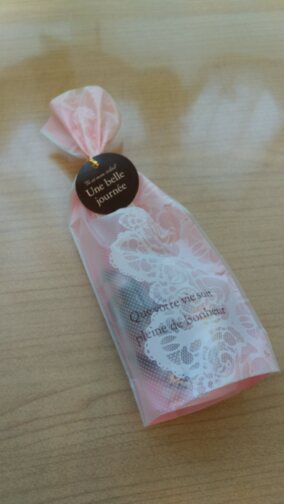 Une belle
journée
Que votre vie soit
pleine de bonheur